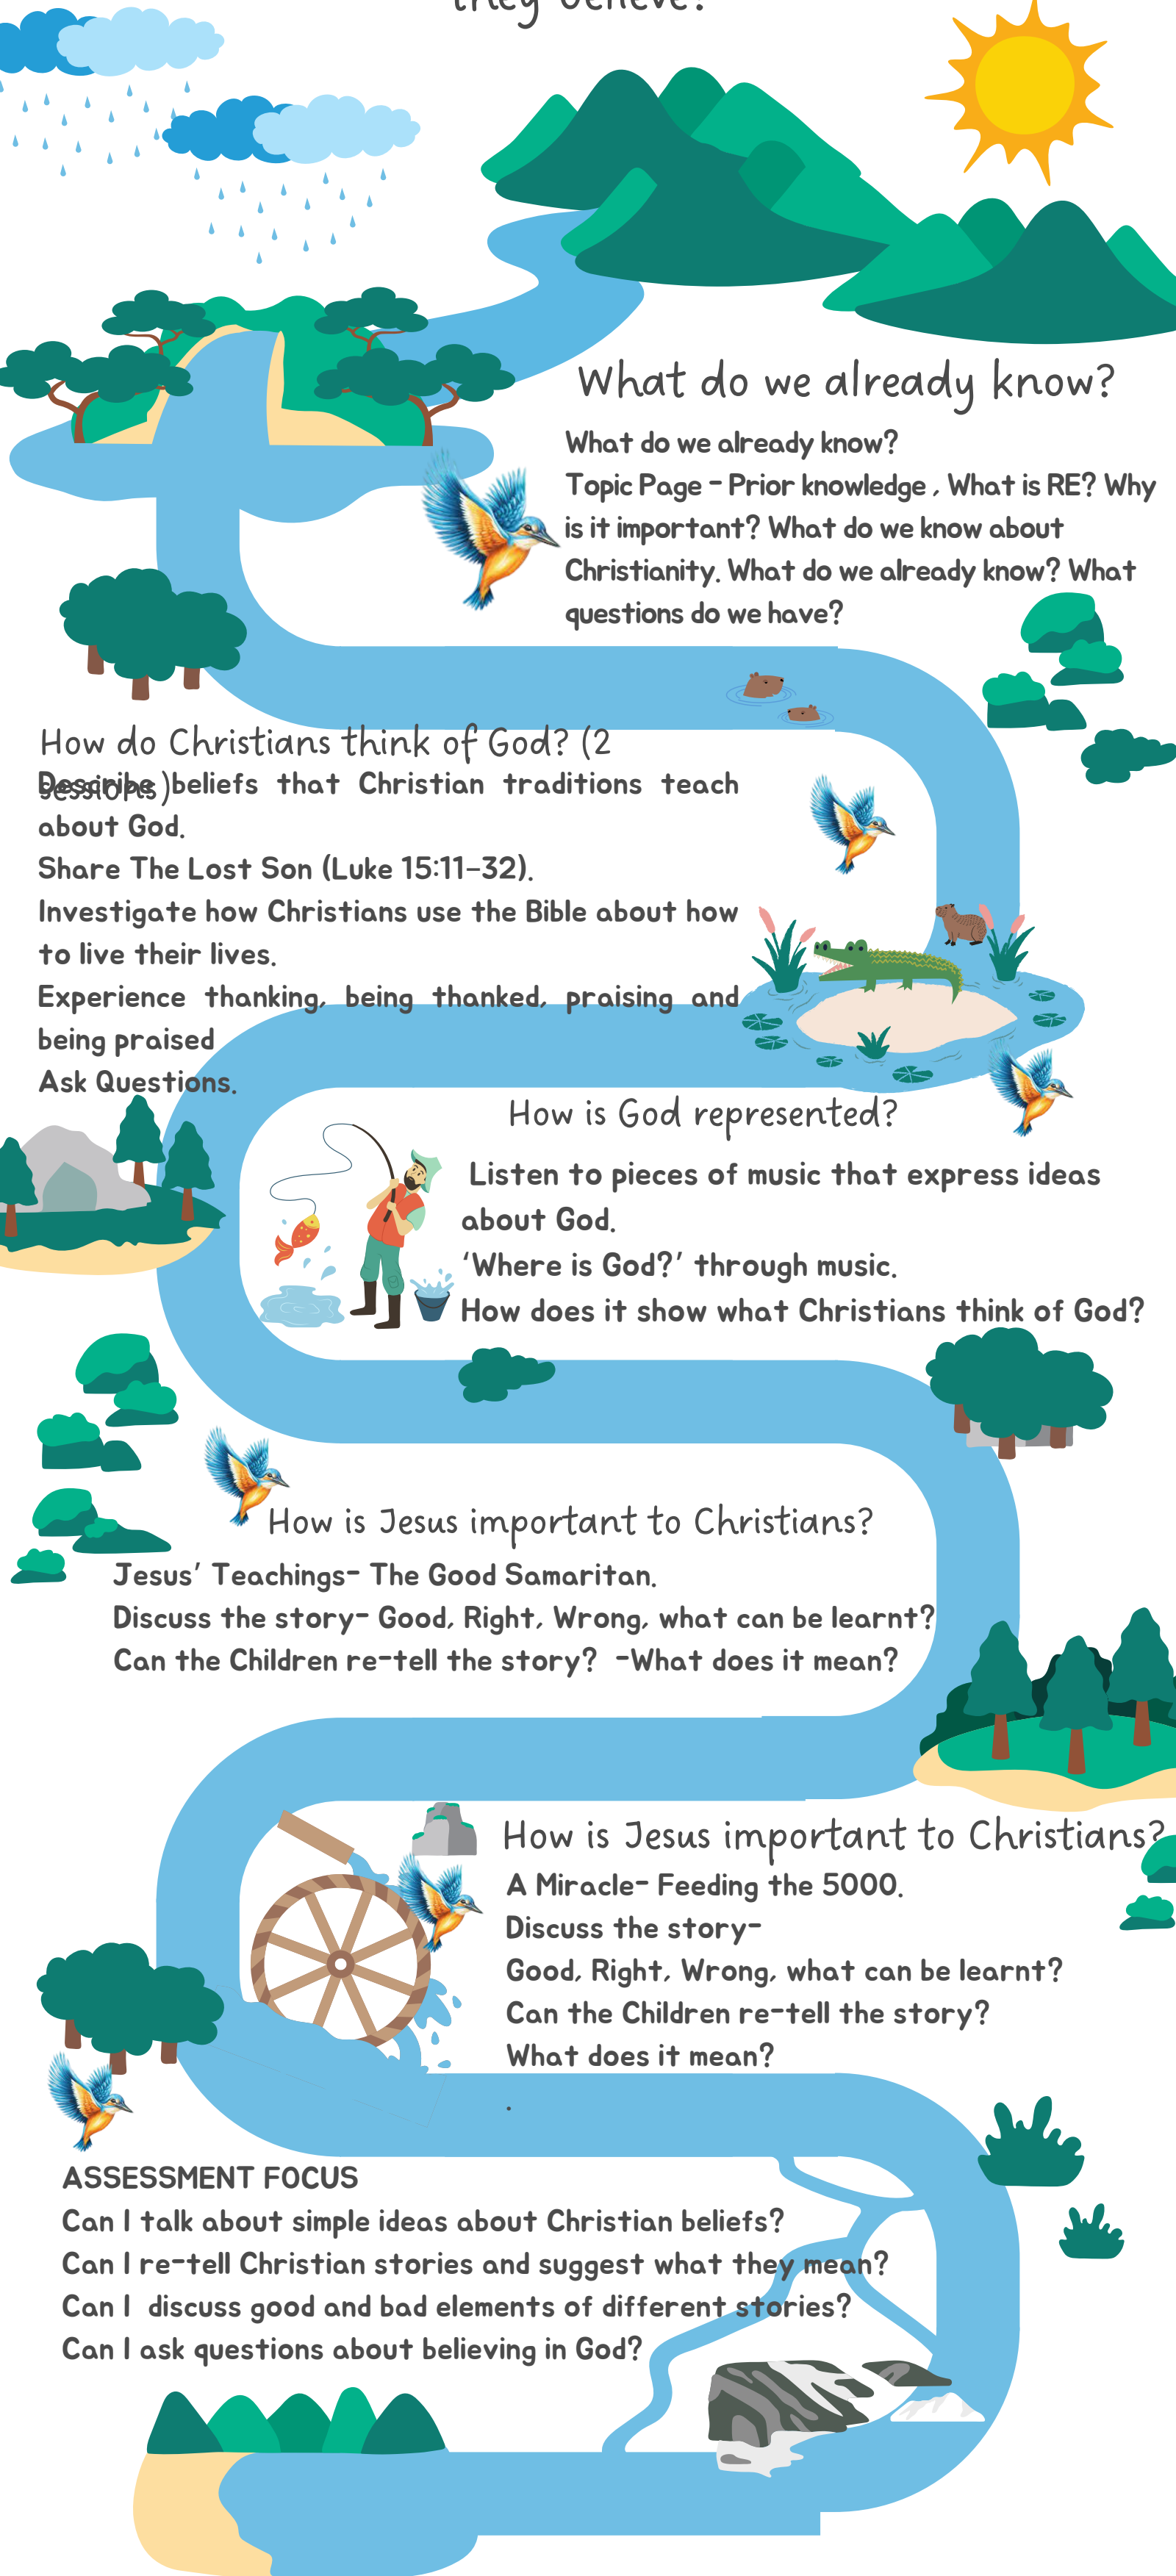 they believe?
What do we already know?
What do we already know?
Topic Page - Prior knowledge , What is RE? Why
is it important? What do we know about
Christianity. What do we already know? What
questions do we have?
How do Christians think of God? (2
sessions)
Describe beliefs that Christian traditions teach
about God.
Share The Lost Son (Luke 15:11–32).
Investigate how Christians use the Bible about how
to live their lives.
Experience thanking, being thanked, praising and
being praised
Ask Questions.
How is God represented?
Listen to pieces of music that express ideas
about God.
‘Where is God?’ through music.
How does it show what Christians think of God?
How is Jesus important to Christians?
Jesus’ Teachings- The Good Samaritan.
Discuss the story- Good, Right, Wrong, what can be learnt?
Can the Children re-tell the story? -What does it mean?
How is Jesus important to Christians?
A Miracle- Feeding the 5000.
Discuss the story-
Good, Right, Wrong, what can be learnt?
Can the Children re-tell the story?
What does it mean?
.
ASSESSMENT FOCUS
Can I talk about simple ideas about Christian beliefs?
Can I re-tell Christian stories and suggest what they mean?
Can I discuss good and bad elements of different stories?
Can I ask questions about believing in God?